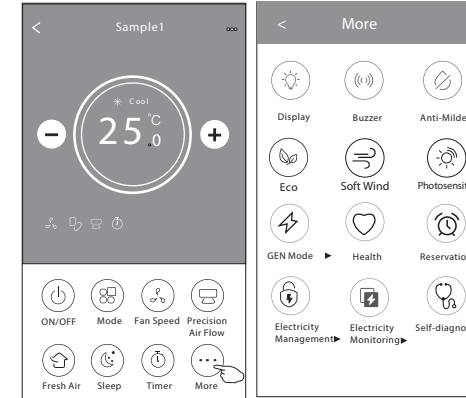 Sample1
Cool
25.0 °C
ON/OFF
Mode
Fan Speed
Precision
Air Flow
Fresh Air
Sleep
Timer
More
< More
Display
Buzzer
Anti-Milde
Eco
Soft Wind
Photosensit
GEN Mode ▶
Health
Reservatio
Electricity
Management▶
Electricity
Monitoring▶
Self-diagno